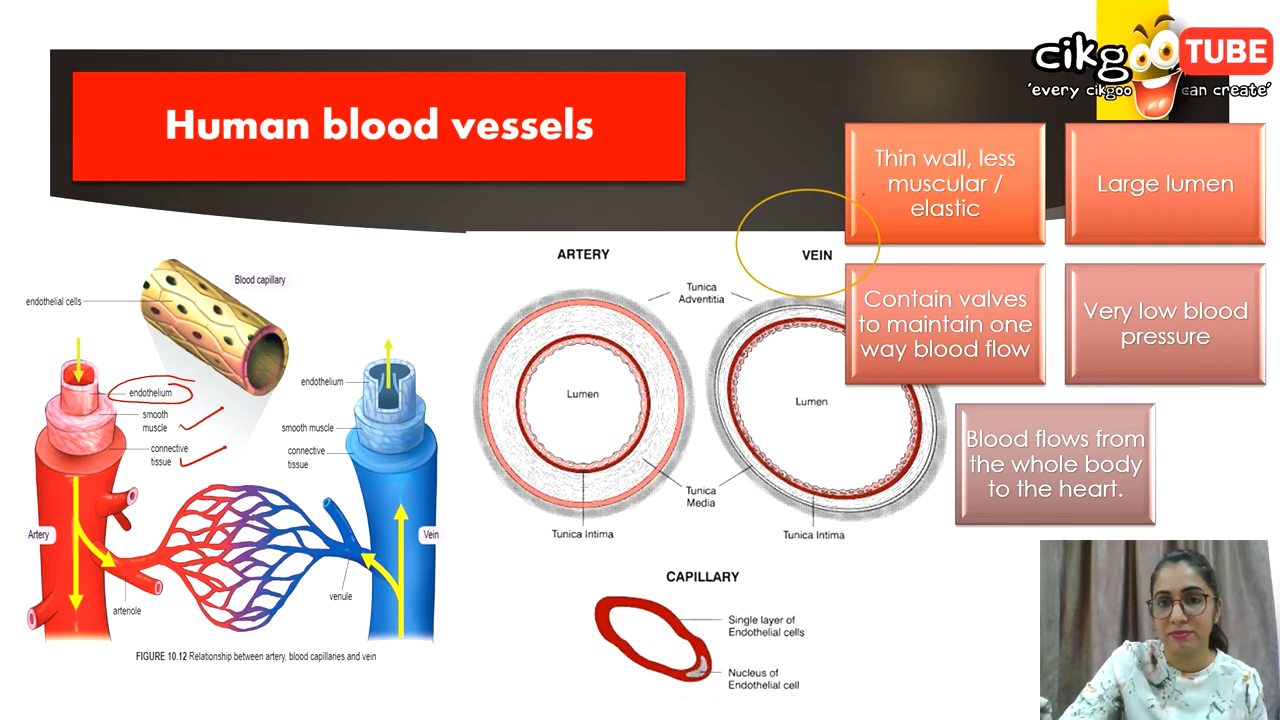 cikgoo TUBE
'every cikgoo can create'
Human blood vessels
Thin wall, less
muscular /
elastic
Large lumen
Contain valves
to maintain one
way blood flow
Very low blood
pressure
Blood flows from
the whole body
to the heart.
Blood capillary
endothelial cells
endothelium
smooth
muscle
connective
tissue
Artery
arteriole
endothelium
smooth muscle
connective
tissue
Vein
venule
FIGURE 10.12 Relationship between artery, blood capillaries and vein
ARTERY
VEIN
Tunica
Adventitia
Lumen
Lumen
Tunica
Media
Tunica Intima
Tunica Intima
CAPILLARY
Single layer of
Endothelial cells
Nucleus of
Endothelial cell